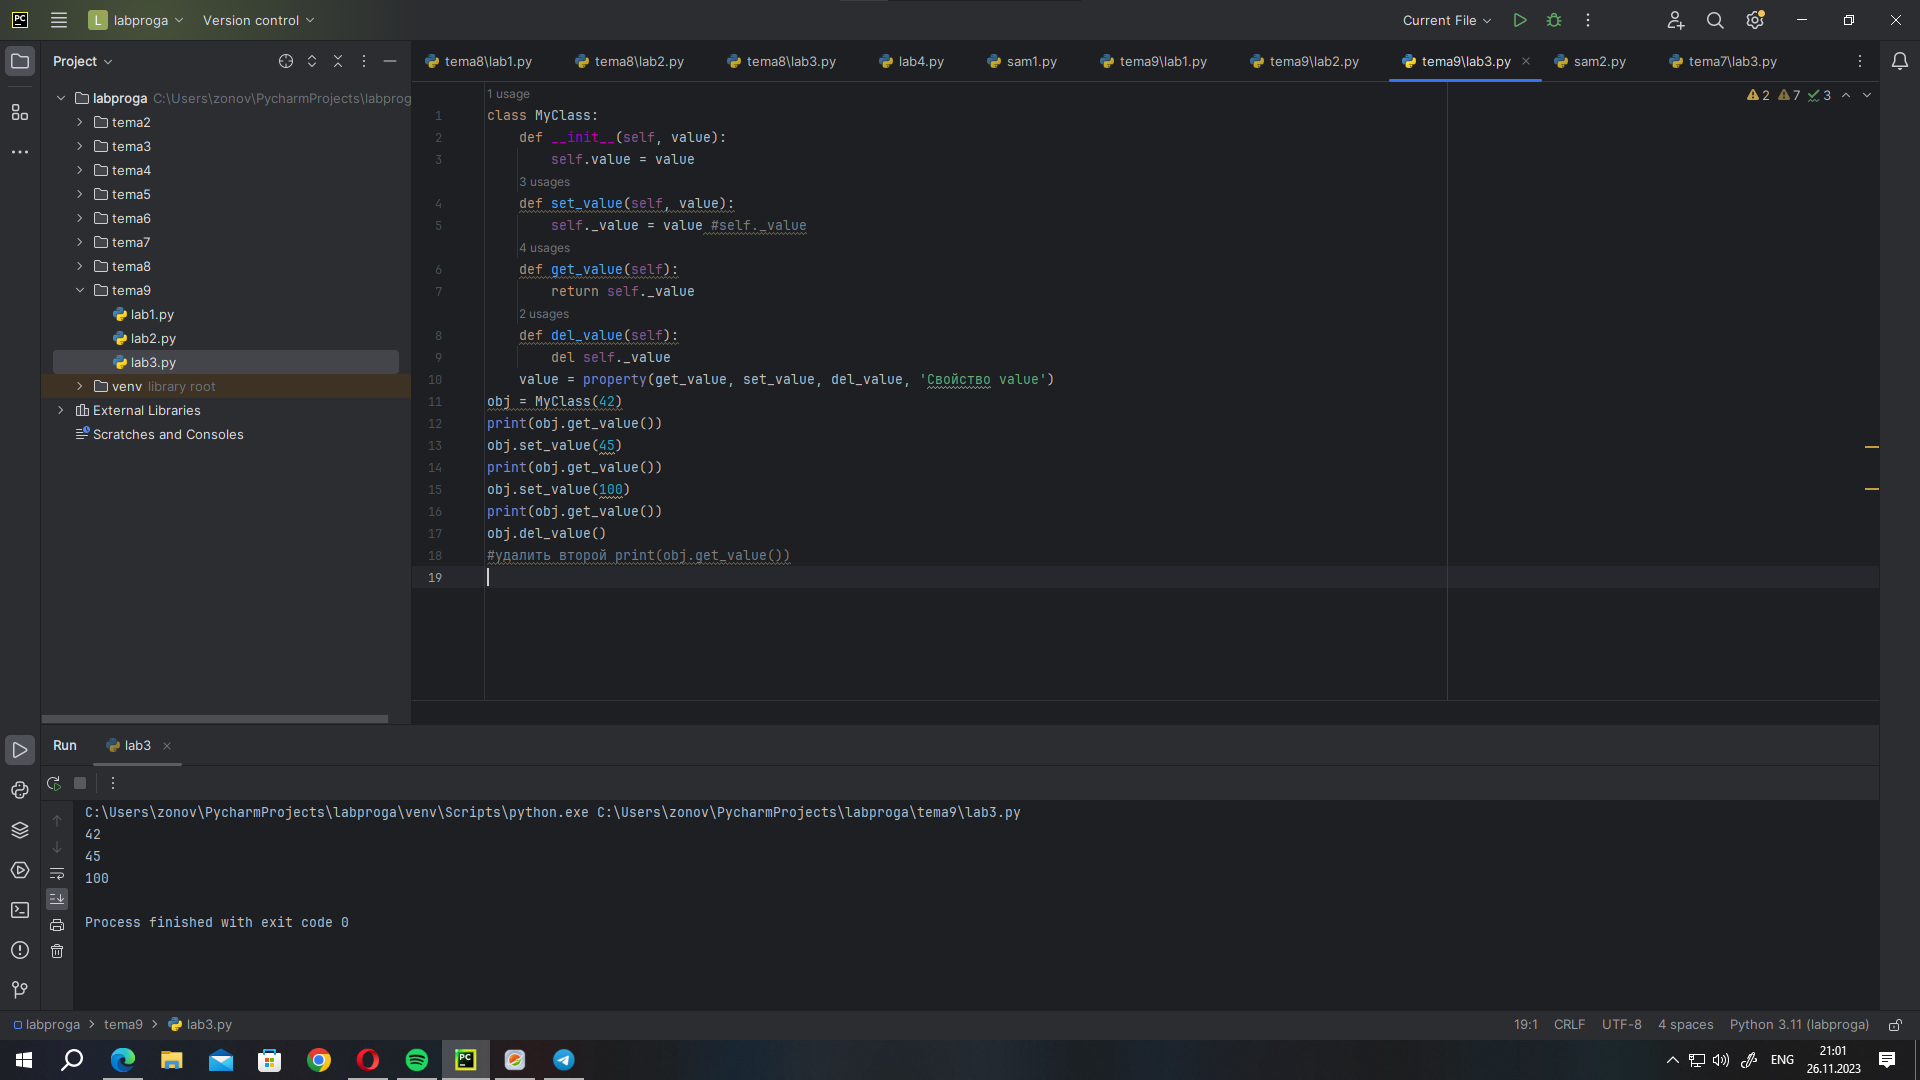 PC
L labproga Version control Current File
Project
tema8\lab1.py tema8\lab2.py tema8\lab3.py lab4.py sam1.py tema9\lab1.py tema9\lab2.py tema9\lab3.py sam2.py tema7\lab3.py
labproga C:\Users\zonov\PycharmProjects\labprog
tema2
tema3
tema4
tema5
tema6
tema7
tema8
tema9
lab1.py
lab2.py
lab3.py
venv library root
External Libraries
Scratches and Consoles
2 7 3
1 usage
1 class MyClass:
2 def __init__(self, value):
3 self.value = value
3 usages
4 def set_value(self, value):
5 self._value = value #self._value
4 usages
6 def get_value(self):
7 return self._value
2 usages
8 def del_value(self):
9 del self._value
10 value = property(get_value, set_value, del_value, 'Свойство value')
11 obj = MyClass(42)
12 print(obj.get_value())
13 obj.set_value(45)
14 print(obj.get_value())
15 obj.set_value(100)
16 print(obj.get_value())
17 obj.del_value()
18 #удалить второй print(obj.get_value())
19
Run lab3
C:\Users\zonov\PycharmProjects\labproga\venv\Scripts\python.exe C:\Users\zonov\PycharmProjects\labproga\tema9\lab3.py
42
45
100
Process finished with exit code 0
labproga tema9 lab3.py 19:1 CRLF UTF-8 4 spaces Python 3.11 (labproga)
PC ENG 21:01
26.11.2023